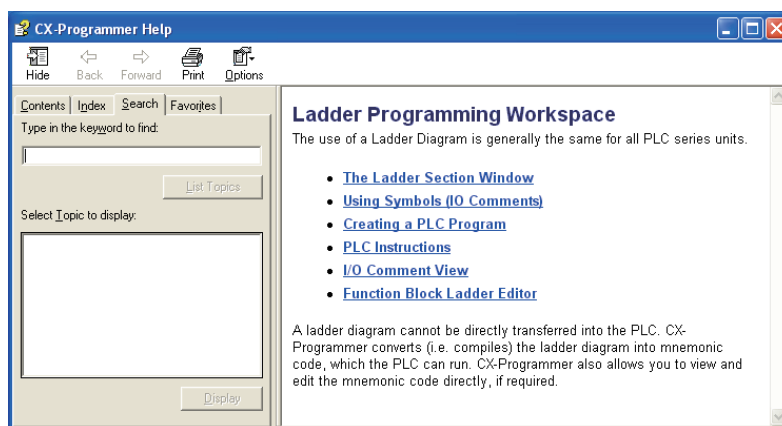 CX-Programmer Help
Hide Back Forward Print Options
Contents Index Search Favorites
Type in the keyword to find:
List Topics
Select Topic to display:
Display
Ladder Programming Workspace
The use of a Ladder Diagram is generally the same for all PLC series units.
• The Ladder Section Window
• Using Symbols (IO Comments)
• Creating a PLC Program
• PLC Instructions
• I/O Comment View
• Function Block Ladder Editor
A ladder diagram cannot be directly transferred into the PLC. CX-
Programmer converts (i.e. compiles) the ladder diagram into mnemonic
code, which the PLC can run. CX-Programmer also allows you to view and
edit the mnemonic code directly, if required.